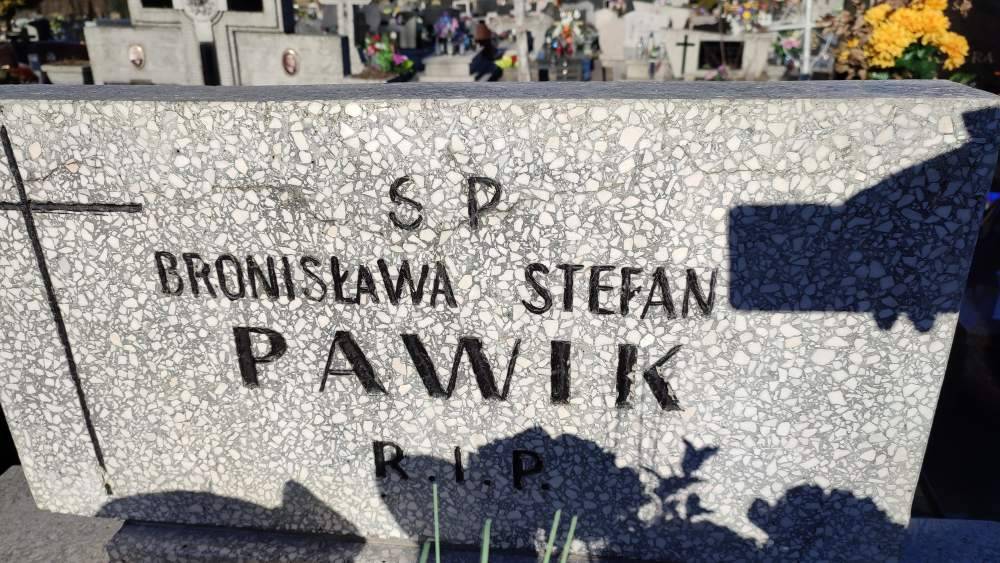 S P
BRONISŁAWA STEFAN
PAWIK
R.I.P.